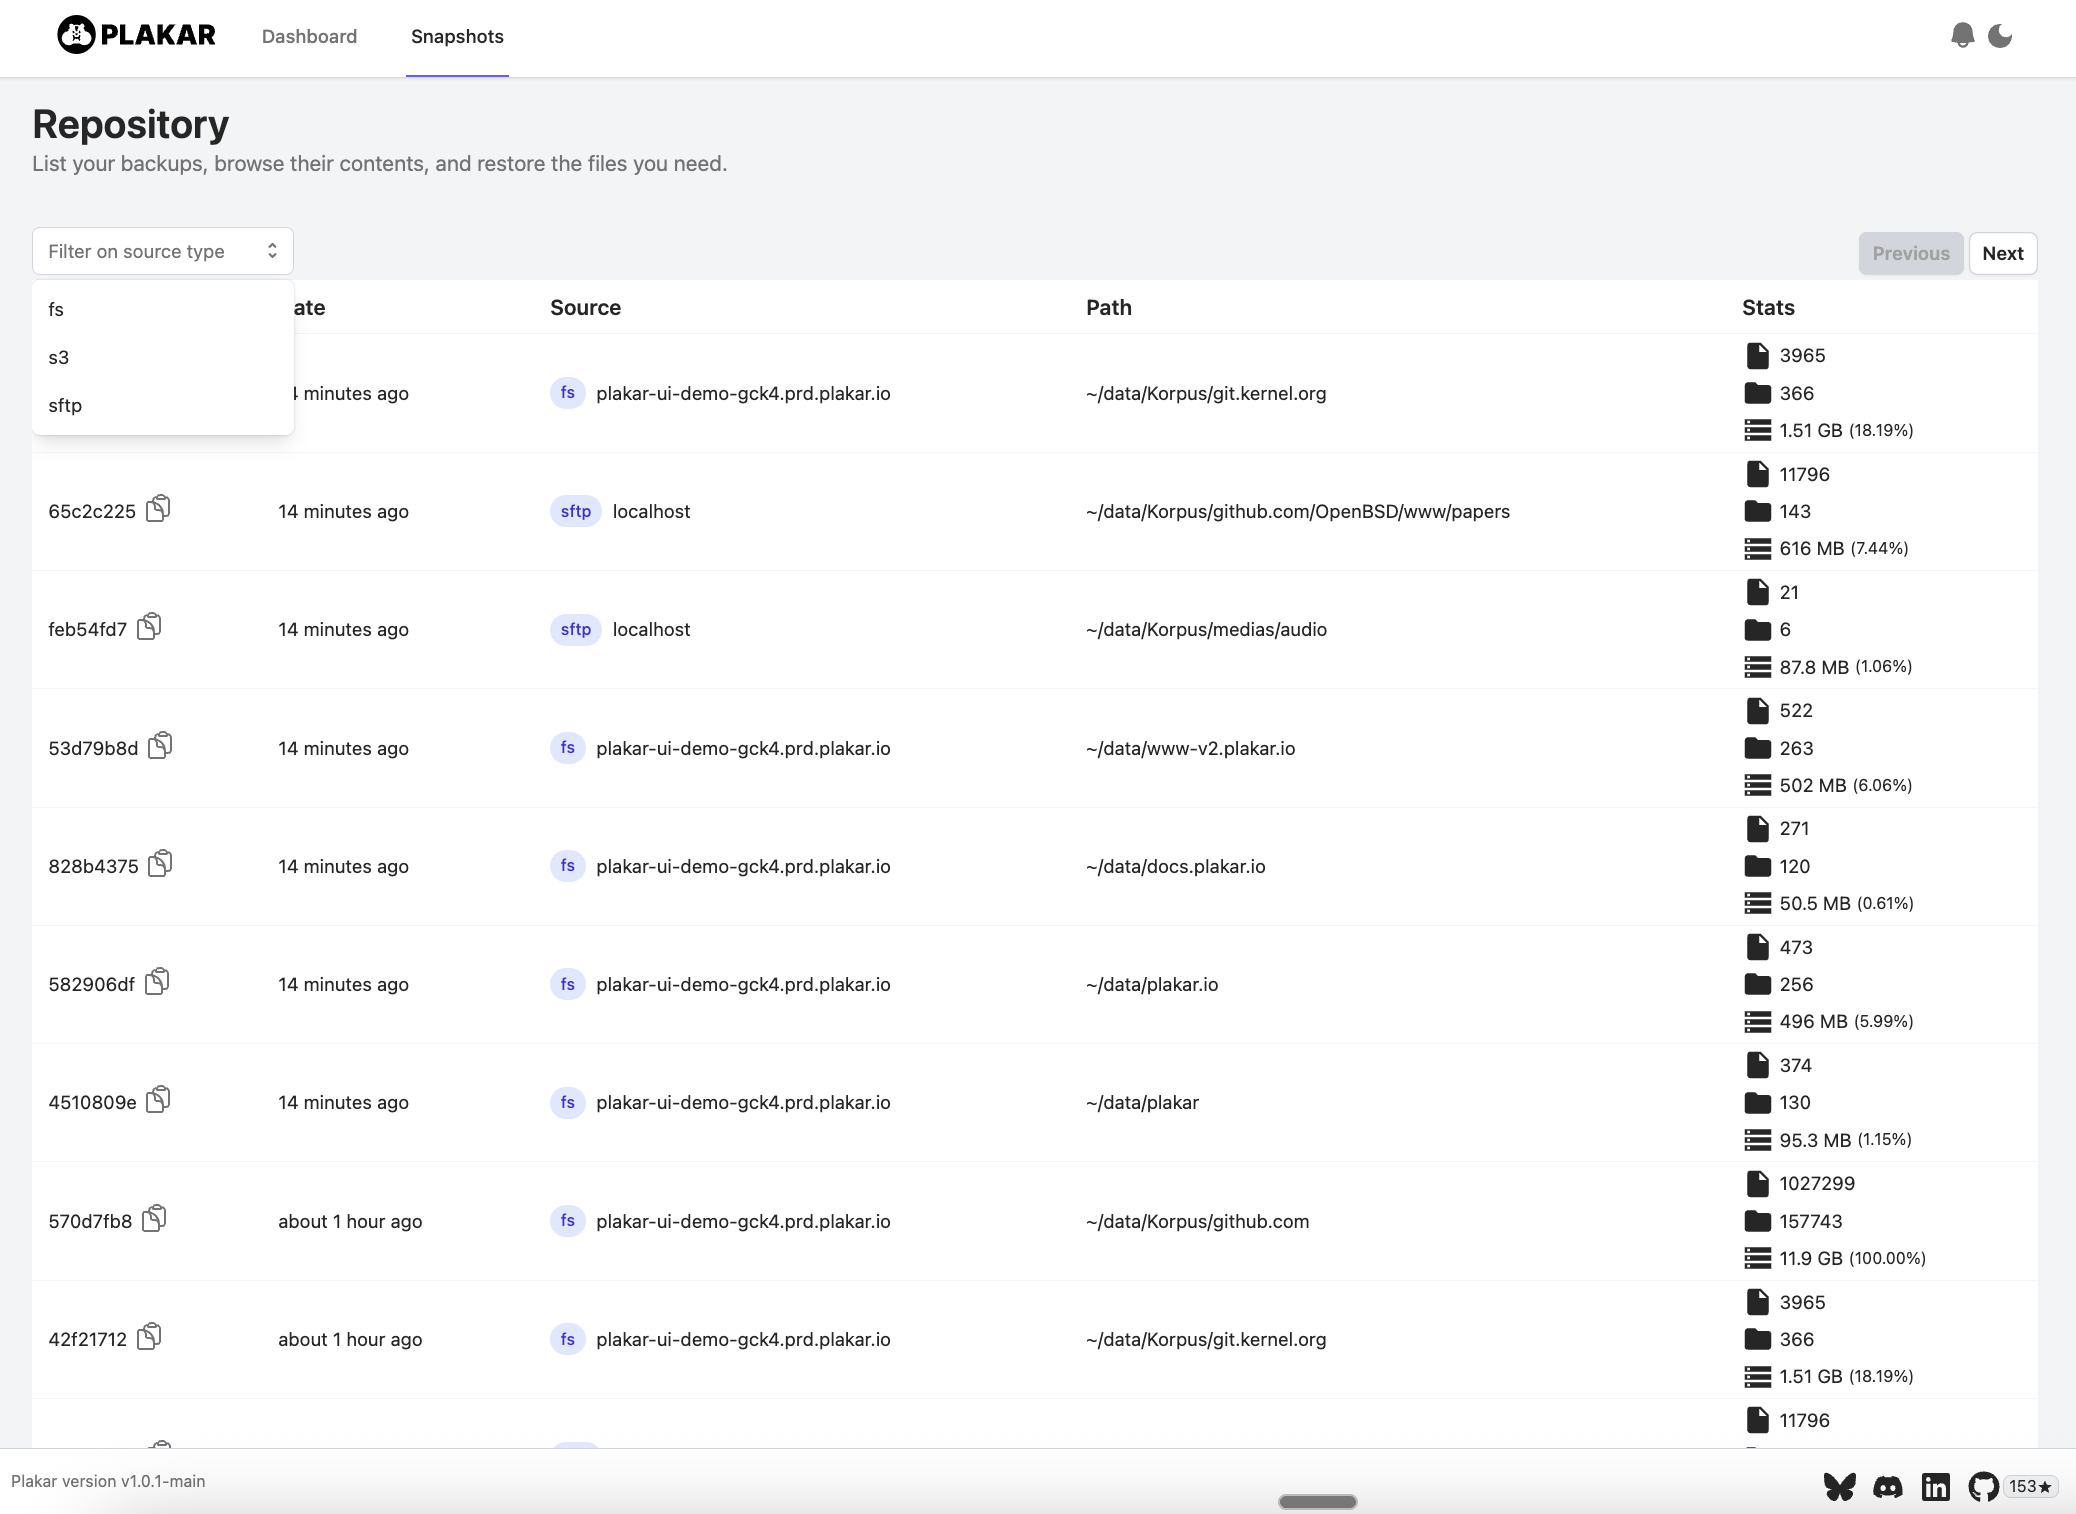 PLAKAR Dashboard Snapshots
Repository
List your backups, browse their contents, and restore the files you need.
Filter on source type
Previous Next
fs
s3
sftp
ate Source Path Stats
minutes ago fs plakar-ui-demo-gck4.prd.plakar.io ~/data/Korpus/git.kernel.org
3965
366
1.51 GB (18.19%)
65c2c225 14 minutes ago sftp localhost ~/data/Korpus/github.com/OpenBSD/www/papers
11796
143
616 MB (7.44%)
feb54fd7 14 minutes ago sftp localhost ~/data/Korpus/medias/audio
21
6
87.8 MB (1.06%)
53d79b8d 14 minutes ago fs plakar-ui-demo-gck4.prd.plakar.io ~/data/www-v2.plakar.io
522
263
502 MB (6.06%)
828b4375 14 minutes ago fs plakar-ui-demo-gck4.prd.plakar.io ~/data/docs.plakar.io
271
120
50.5 MB (0.61%)
582906df 14 minutes ago fs plakar-ui-demo-gck4.prd.plakar.io ~/data/plakar.io
473
256
496 MB (5.99%)
4510809e 14 minutes ago fs plakar-ui-demo-gck4.prd.plakar.io ~/data/plakar
374
130
95.3 MB (1.15%)
570d7fb8 about 1 hour ago fs plakar-ui-demo-gck4.prd.plakar.io ~/data/Korpus/github.com
1027299
157743
11.9 GB (100.00%)
42f21712 about 1 hour ago fs plakar-ui-demo-gck4.prd.plakar.io ~/data/Korpus/git.kernel.org
3965
366
1.51 GB (18.19%)
11796
Plakar version v1.0.1-main
153★